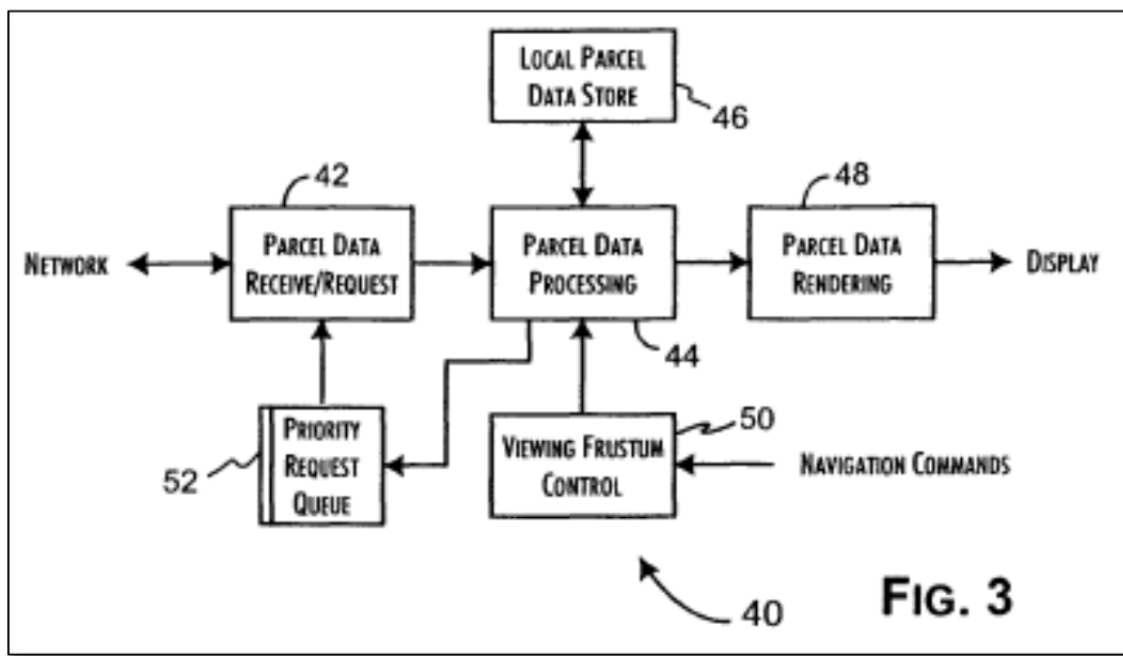 LOCAL PARCEL
DATA STORE
46
42
48
NETWORK
PARCEL DATA
RECEIVE/REQUEST
PARCEL DATA
PROCESSING
PARCEL DATA
RENDERING
DISPLAY
44
52
PRIORITY
REQUEST
QUEUE
VIEWING FRUSTUM
CONTROL
50
NAVIGATION COMMANDS
40
FIG. 3